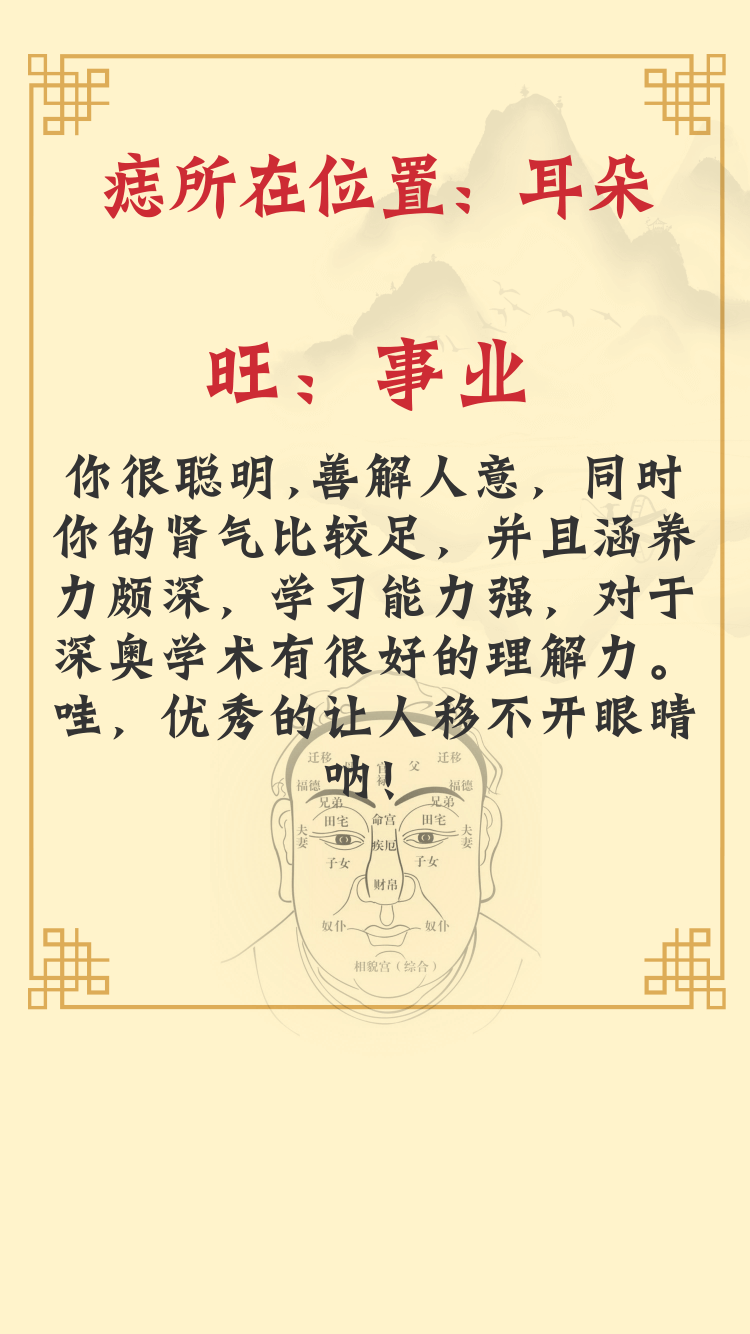 痣所在位置：耳朵
旺：事业
你很聪明,善解人意，同时
你的肾气比较足，并且涵养
力颇深，学习能力强，对于
深奥学术有很好的理解力。
哇，优秀的让人移不开眼睛
呐！
迁移
官禄
父
迁移
福德
福德
兄弟
兄弟
田宅
命宫
田宅
夫妻
疾厄
夫妻
子女
子女
财帛
奴仆
奴仆
相貌宫（综合）